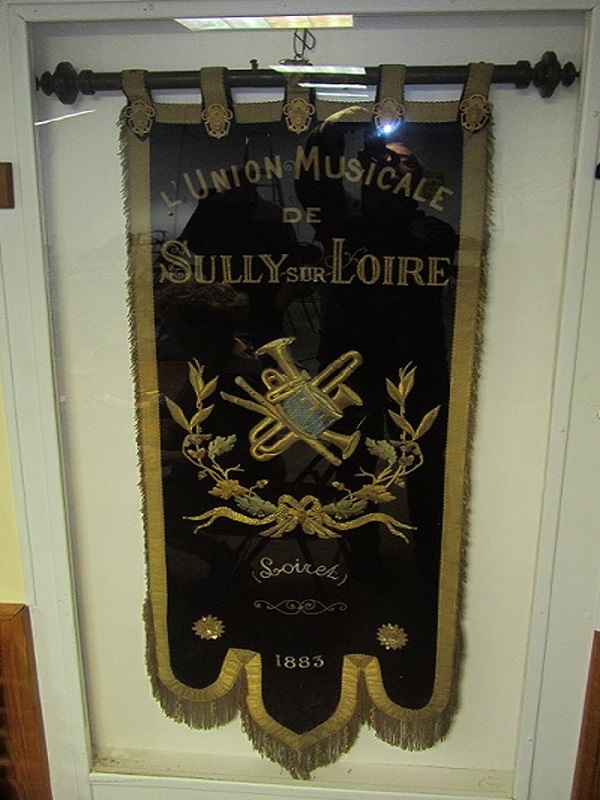 L'UNION MUSICALE
DE
SULLY SUR LOIRE
(Loiret)
1883